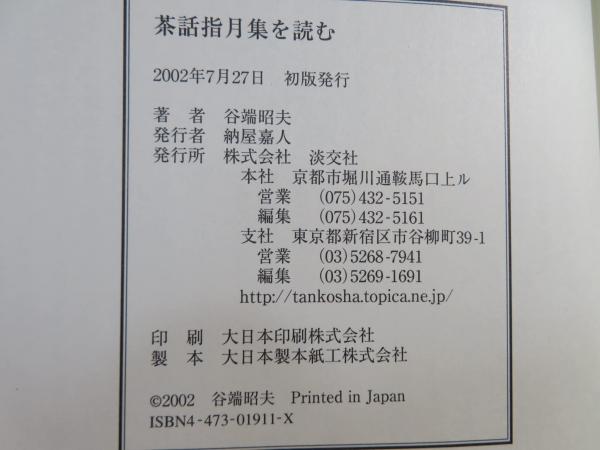 茶話指月集を読む
2002年7月27日　初版発行
著　者　谷端昭夫
発行者　納屋嘉人
発行所　株式会社　淡交社
本社　京都市堀川通鞍馬口上ル
営業　(075)432-5151
編集　(075)432-5161
支社　東京都新宿区市谷柳町39-1
営業　(03)5268-7941
編集　(03)5269-1691
http://tankosha.topica.ne.jp/
印　刷　大日本印刷株式会社
製　本　大日本製本紙工株式会社
©2002　谷端昭夫　Printed in Japan
ISBN4-473-01911-X